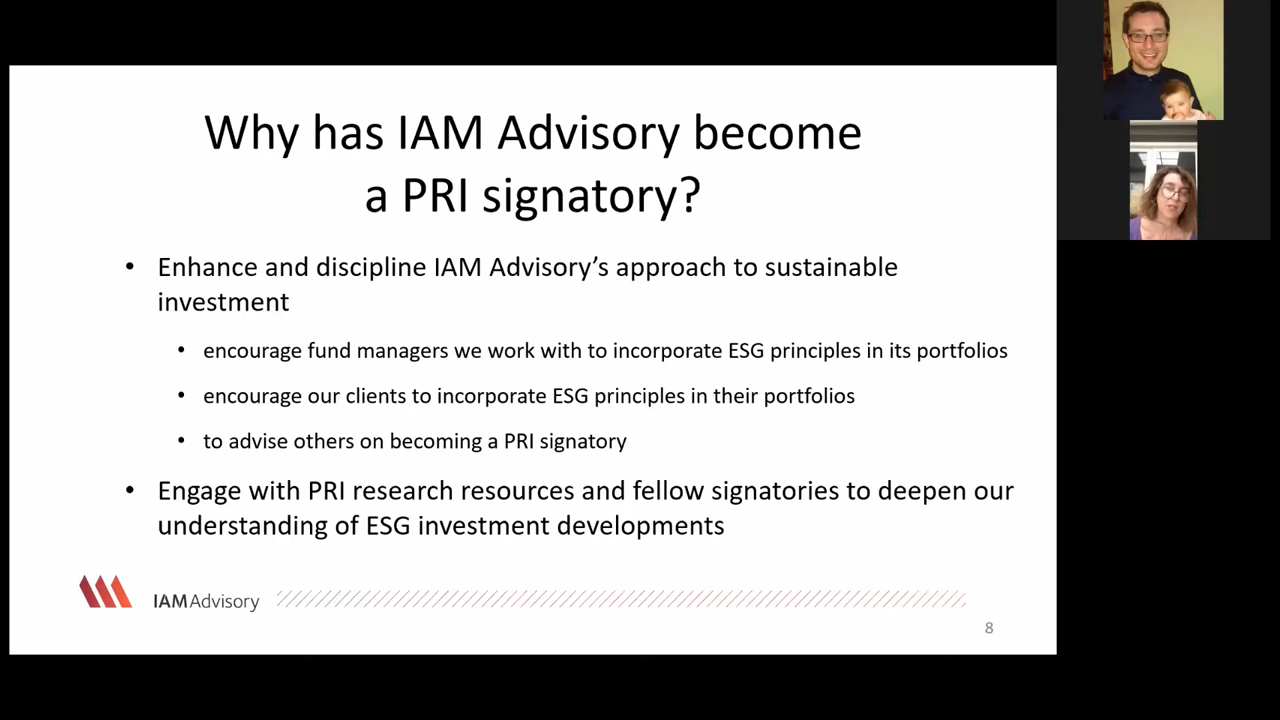 Why has IAM Advisory become
a PRI signatory?
• Enhance and discipline IAM Advisory’s approach to sustainable
investment
• encourage fund managers we work with to incorporate ESG principles in its portfolios
• encourage our clients to incorporate ESG principles in their portfolios
• to advise others on becoming a PRI signatory
• Engage with PRI research resources and fellow signatories to deepen our
understanding of ESG investment developments
IAMAdvisory
8